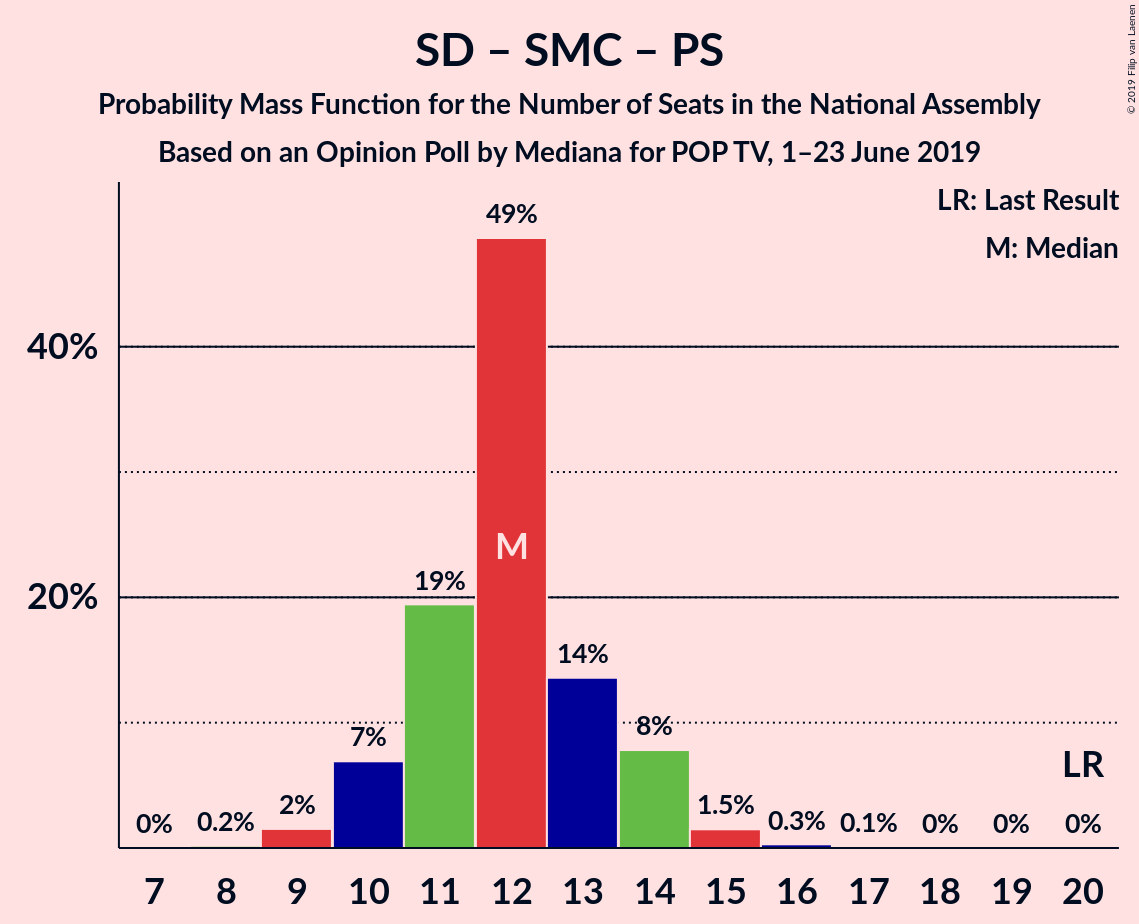 SD – SMC – PS
Probability Mass Function for the Number of Seats in the National Assembly
Based on an Opinion Poll by Mediana for POP TV, 1–23 June 2019
© 2019 Filip van Laenen
LR: Last Result
M: Median
40%
20%
0%
0.2%
2%
7%
19%
49%
M
14%
8%
1.5%
0.3%
0.1%
0%
0%
LR
0%
7 8 9 10 11 12 13 14 15 16 17 18 19 20